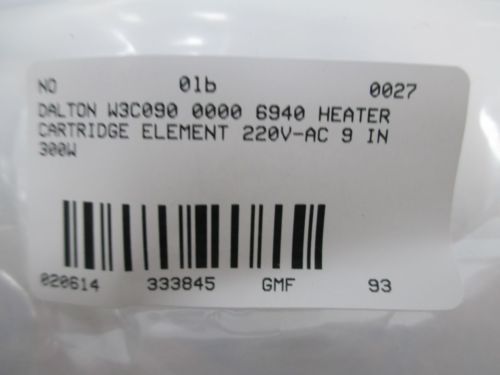 NO 01b 0027
DALTON W3C090 0000 6940 HEATER
CARTRIDGE ELEMENT 220V-AC 9 IN
300W
020614 333845 GMF 93